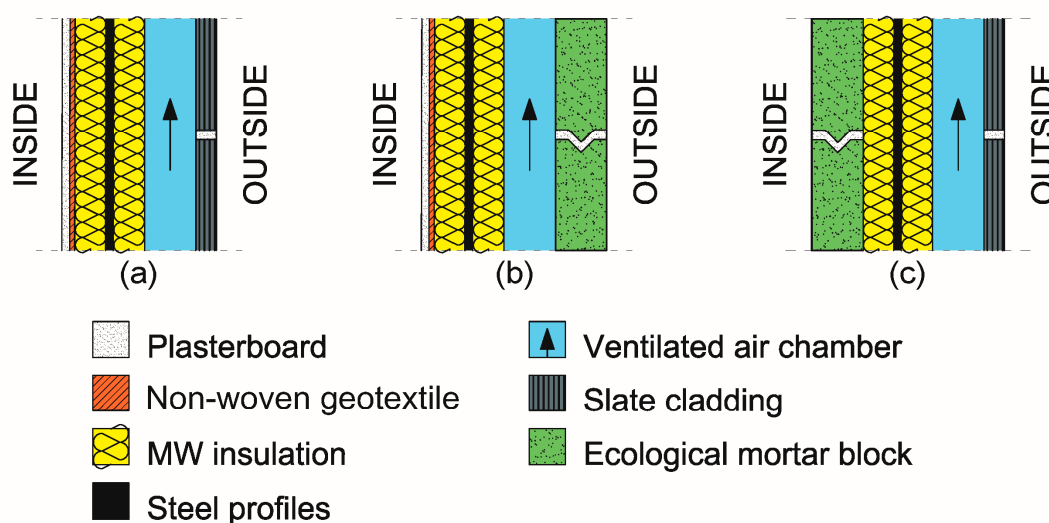 INSIDE
OUTSIDE
(a)
INSIDE
OUTSIDE
(b)
INSIDE
OUTSIDE
(c)
Plasterboard
Non-woven geotextile
MW insulation
Steel profiles
Ventilated air chamber
Slate cladding
Ecological mortar block